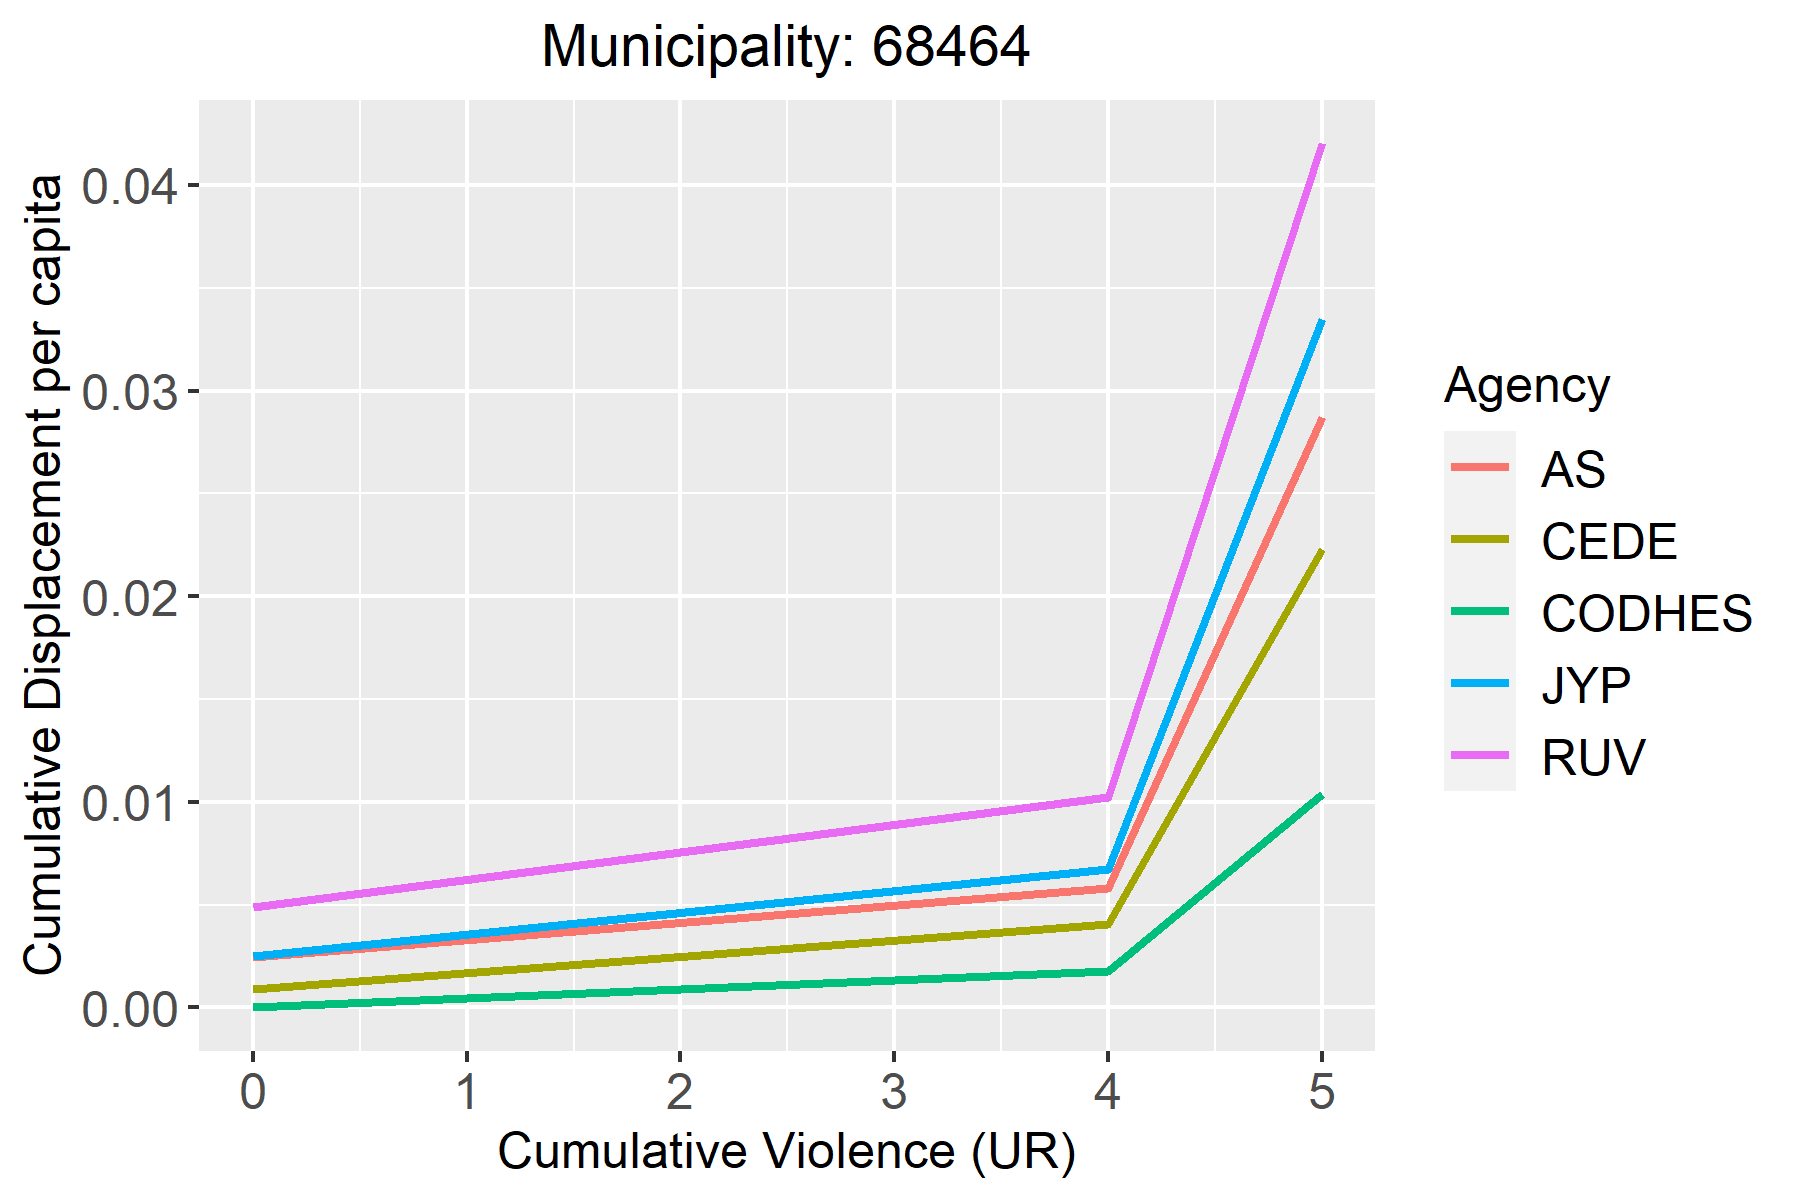 Municipality: 68464
Cumulative Displacement per capita
0.04
0.03
0.02
0.01
0.00
0 1 2 3 4 5
Cumulative Violence (UR)
Agency
AS
CEDE
CODHES
JYP
RUV